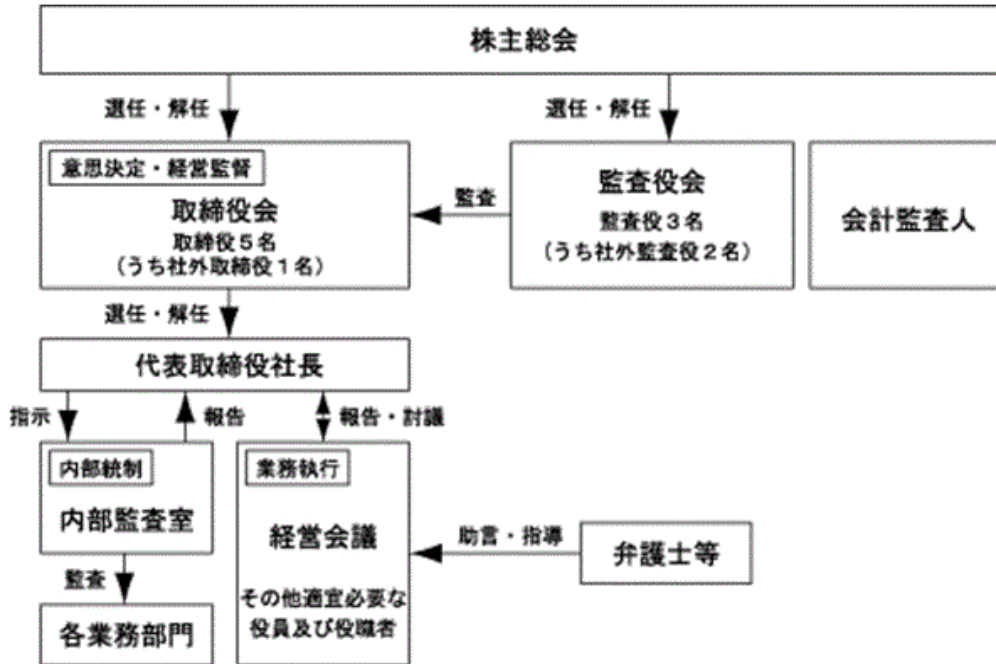 株主総会
選任・解任
選任・解任
意思決定・経営監督
取締役会
取締役5名
（うち社外取締役1名）
監査
監査役会
監査役3名
（うち社外監査役2名）
会計監査人
選任・解任
代表取締役社長
指示
報告
報告・討議
内部統制
内部監査室
業務執行
経営会議
その他適宜必要な
役員及び役職者
助言・指導
弁護士等
監査
各業務部門